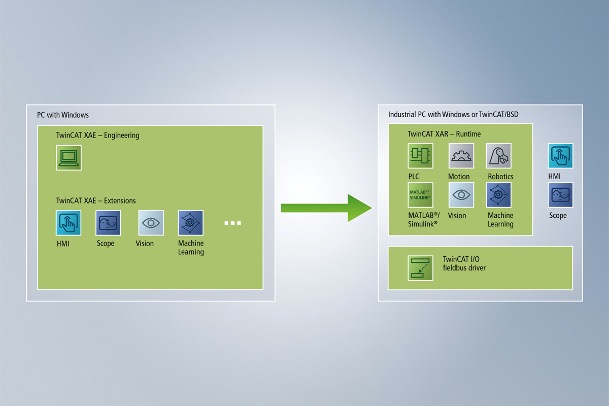 PC with Windows
TwinCAT XAE – Engineering
TwinCAT XAE – Extensions
HMI
Scope
Vision
Machine
Learning
Industrial PC with Windows or TwinCAT/BSD
TwinCAT XAR – Runtime
PLC
Motion
Robotics
HMI
MATLAB®/
SIMULINK®
MATLAB®/
Simulink®
Vision
Machine
Learning
Scope
TwinCAT I/O
fieldbus driver